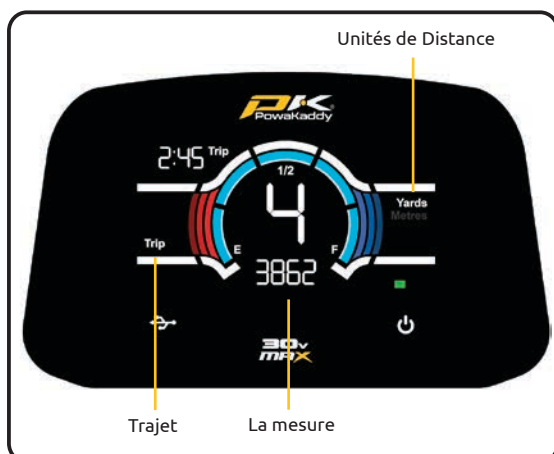 Unités de Distance
PK
PowaKaddy
2:45 Trip
1/2
Yards
Metres
4
Trip
E
F
3862
30v
MAX
Trajet
La mesure